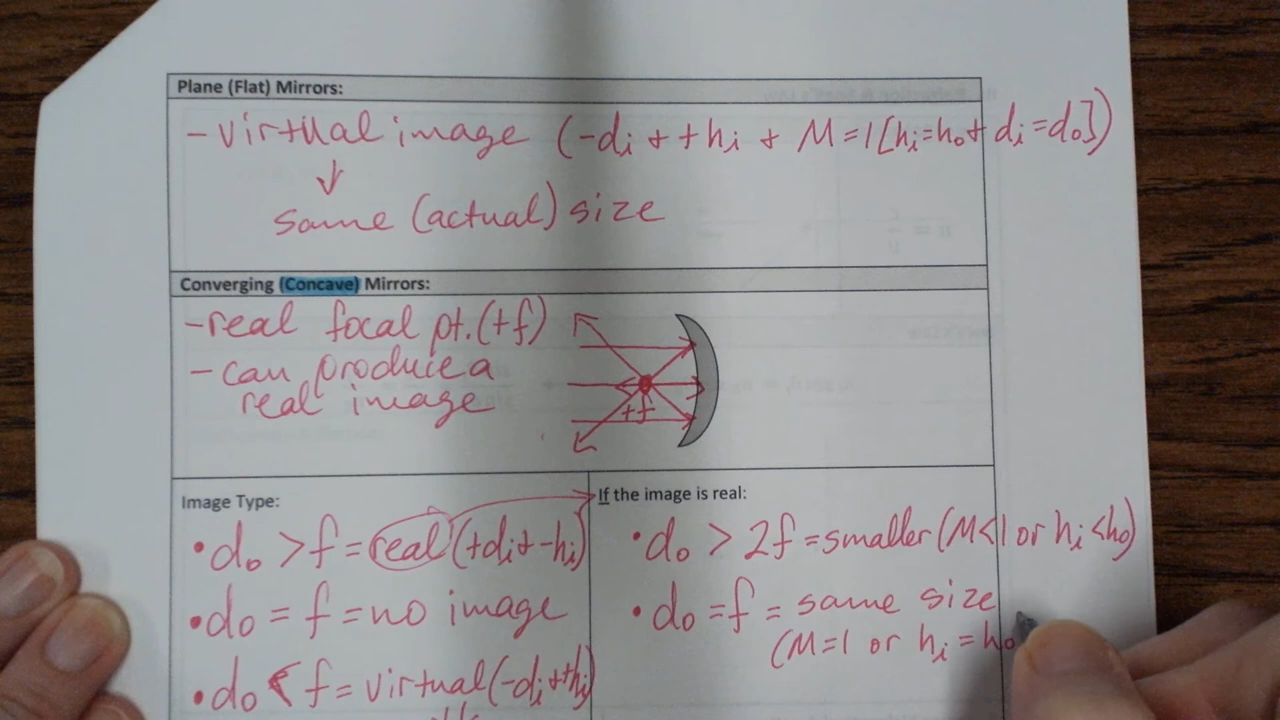 Plane (Flat) Mirrors:
- virtual image (-di + +hi + M=1[hi=ho+ di=do])
↓
Same (actual) size
Converging (Concave) Mirrors:
-real focal pt.(+f)
- can produce a
real image
+f
Image Type:
•do >f=real(+di+-hi)
•do = f = no image
•do < f= virtual(-di++hi)
If the image is real:
•do > 2f =smaller(M<1 or hi<ho)
•do =f = same size
(M=1 or hi = ho